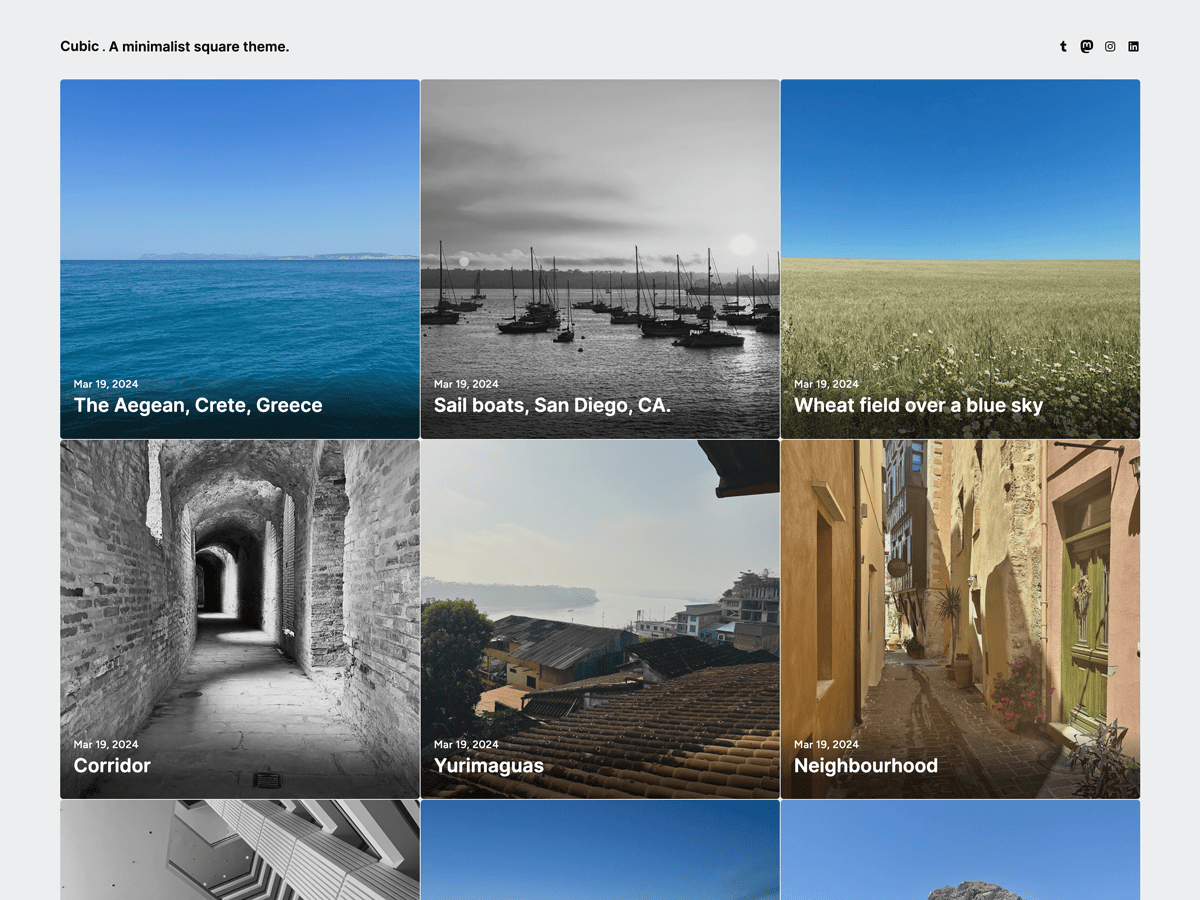 Cubic . A minimalist square theme.
Mar 19, 2024
The Aegean, Crete, Greece
Mar 19, 2024
Sail boats, San Diego, CA.
Mar 19, 2024
Wheat field over a blue sky
Mar 19, 2024
Corridor
Mar 19, 2024
Yurimaguas
Mar 19, 2024
Neighbourhood